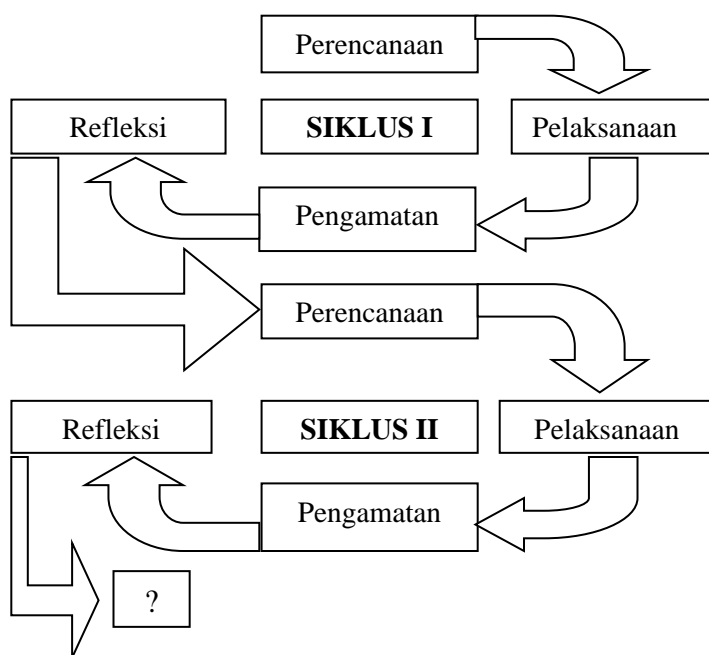 Perencanaan
Refleksi
SIKLUS I
Pelaksanaan
Pengamatan
Perencanaan
Refleksi
SIKLUS II
Pelaksanaan
Pengamatan
?